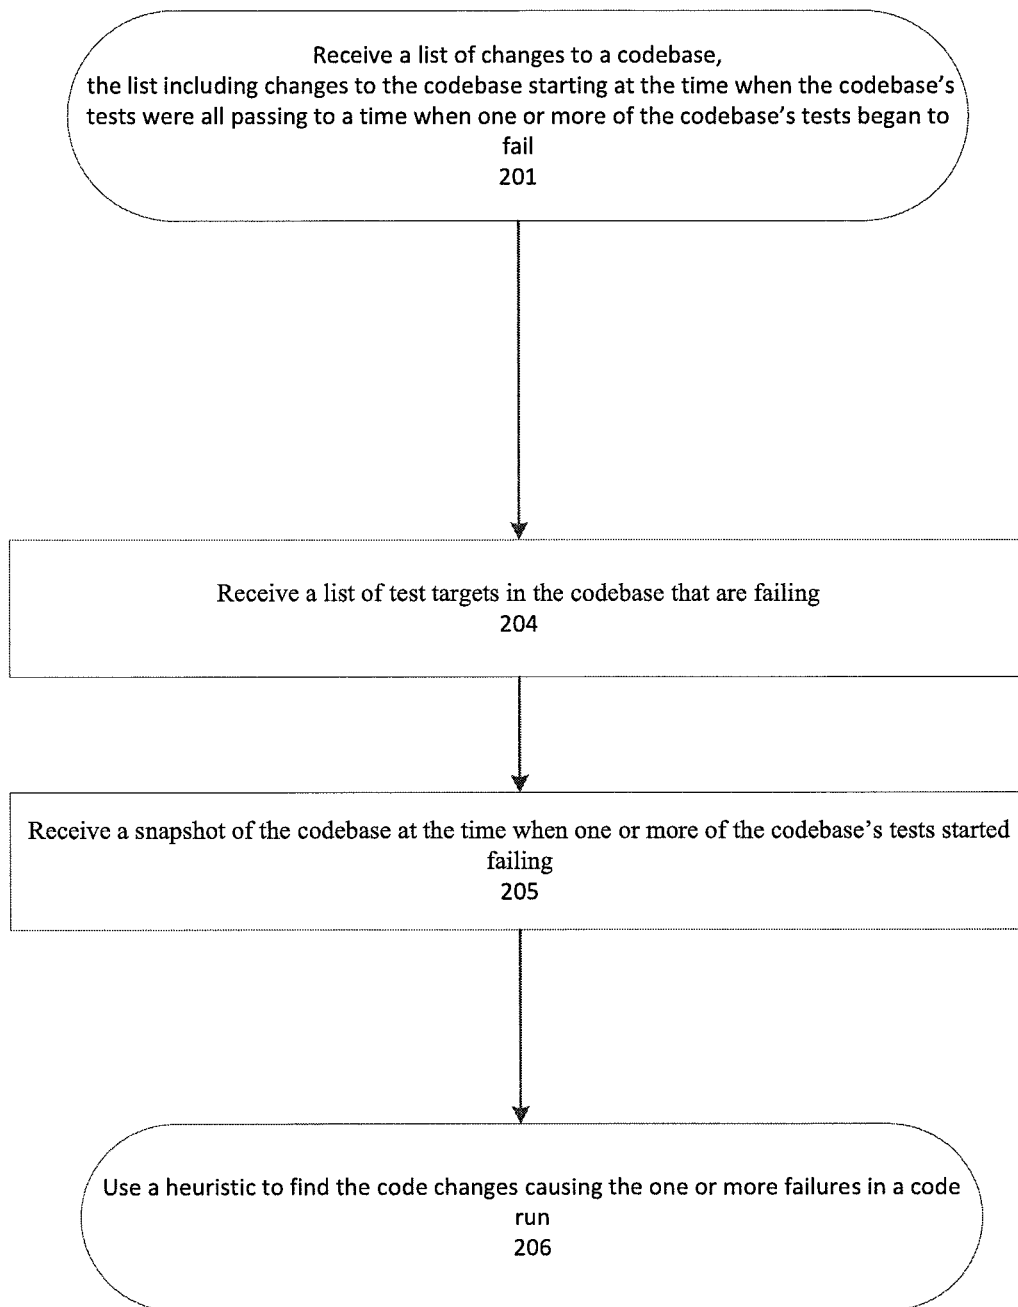 Receive a list of changes to a codebase,
the list including changes to the codebase starting at the time when the codebase's
tests were all passing to a time when one or more of the codebase's tests began to
fail
201
Receive a list of test targets in the codebase that are failing
204
Receive a snapshot of the codebase at the time when one or more of the codebase's tests started
failing
205
Use a heuristic to find the code changes causing the one or more failures in a code
run
206